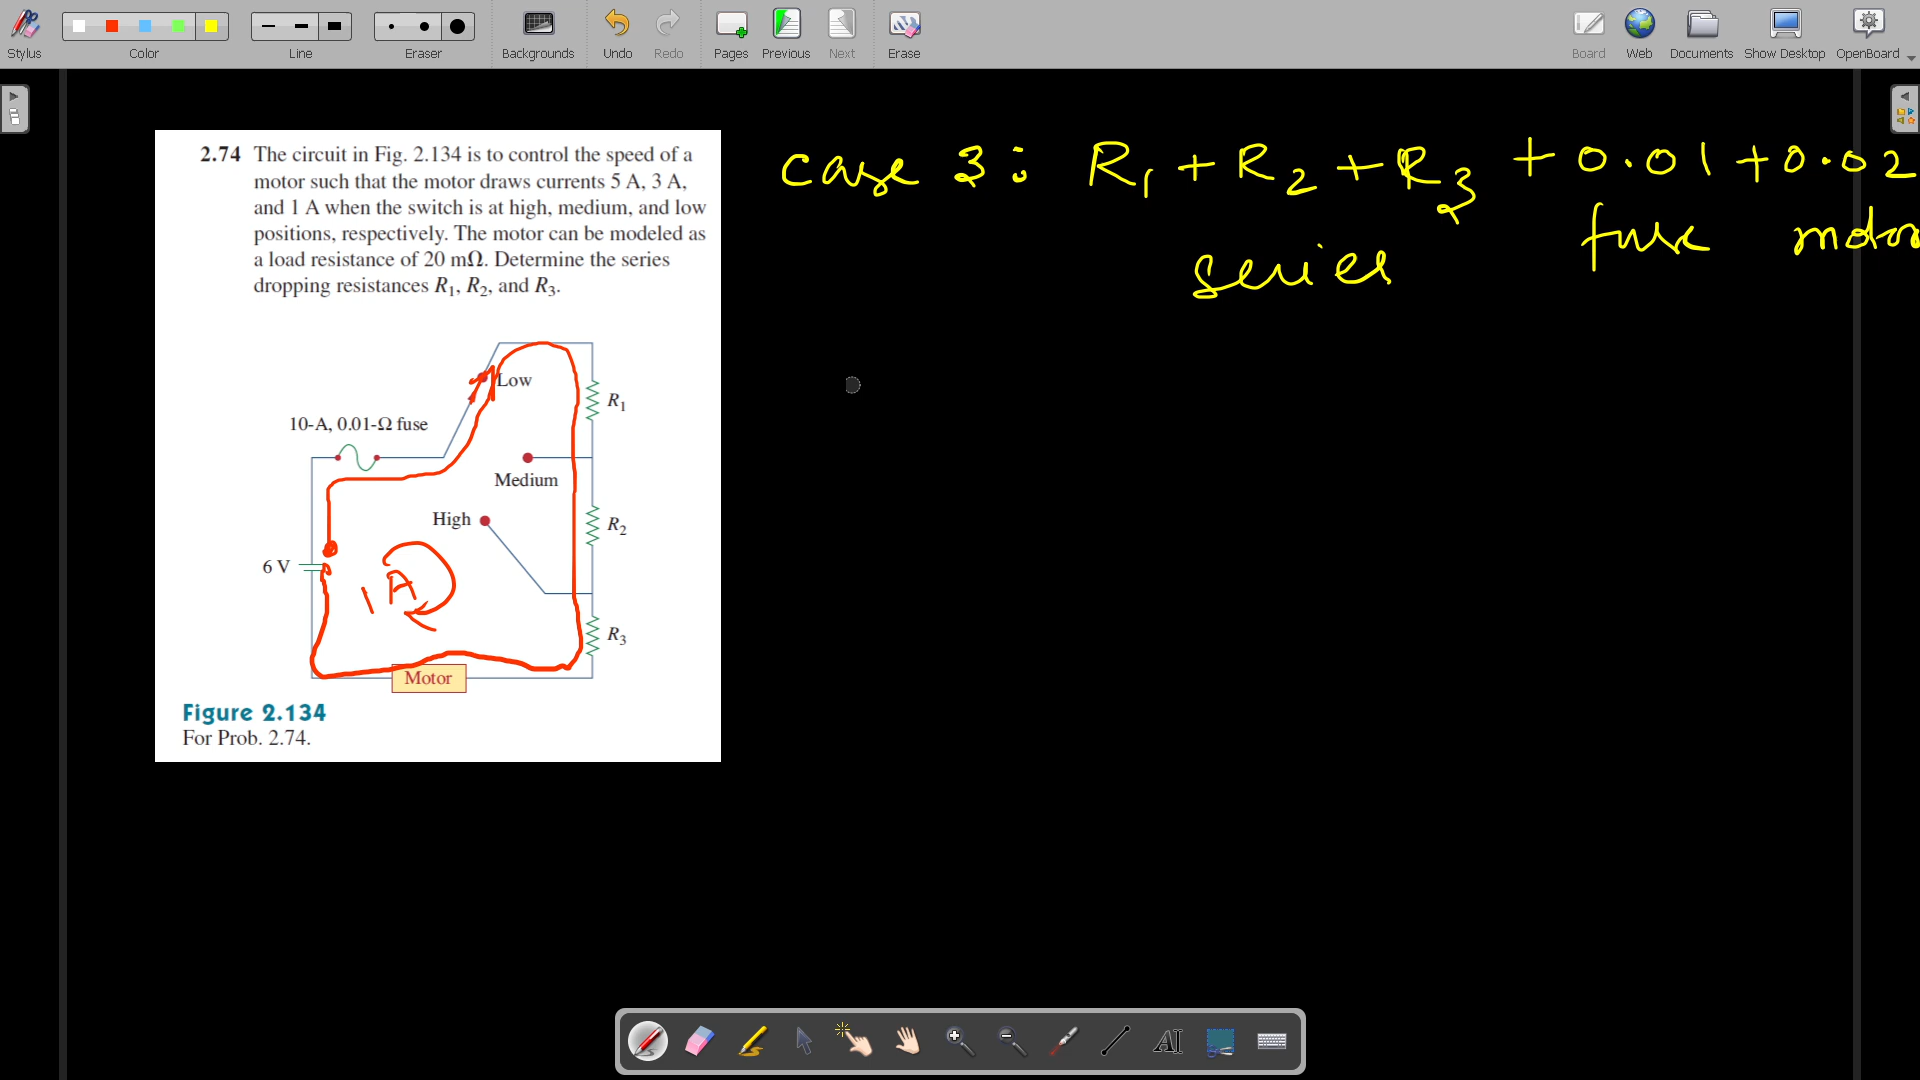 Stylus Color Line Eraser Backgrounds Undo Redo Pages Previous Next Erase Board Web Documents Show Desktop OpenBoard
2.74 The circuit in Fig. 2.134 is to control the speed of a
motor such that the motor draws currents 5 A, 3 A,
and 1 A when the switch is at high, medium, and low
positions, respectively. The motor can be modeled as
a load resistance of 20 mΩ. Determine the series
dropping resistances R₁, R₂, and R₃.
Low
R₁
10-A, 0.01-Ω fuse
Medium
High
R₂
6 V
1A
R₃
Motor
Figure 2.134
For Prob. 2.74.
case 3: R₁ + R₂ + R₃ + 0.01 + 0.02
fuse motor
series
AI